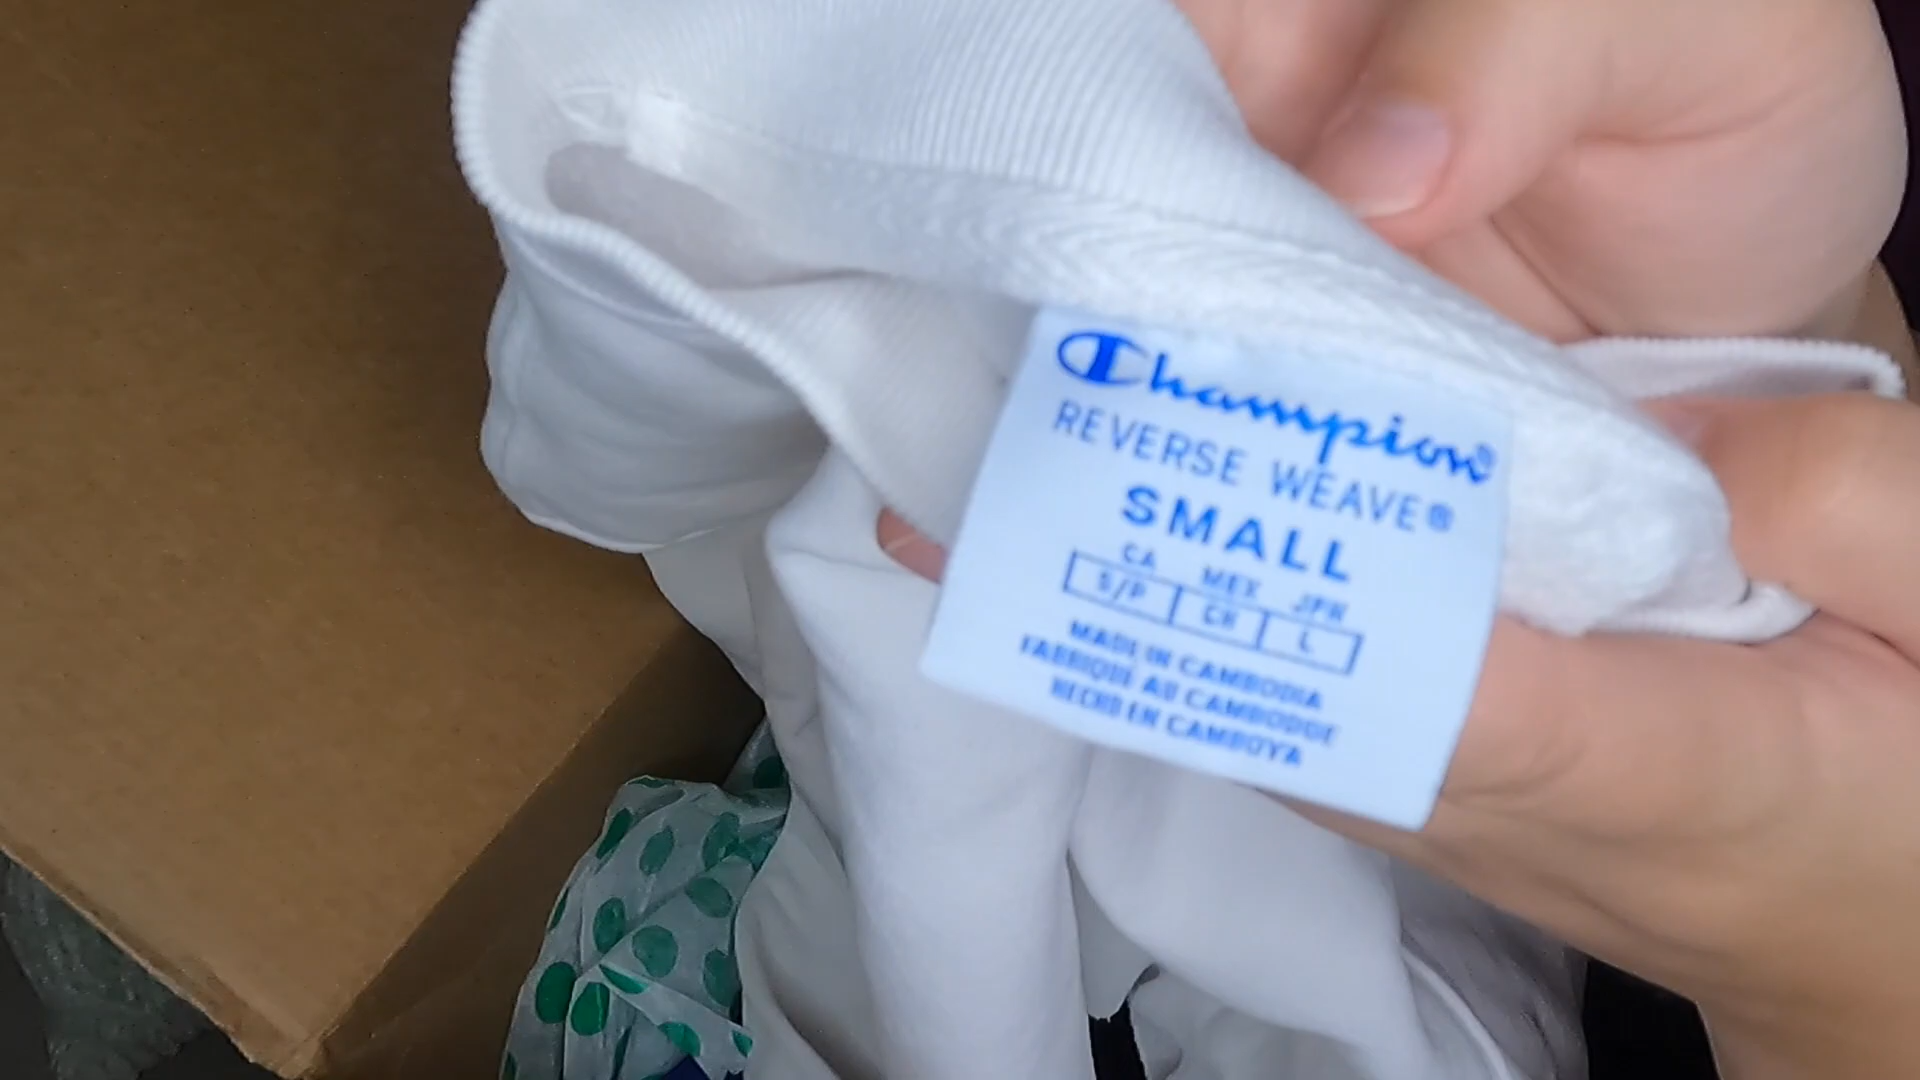 Champion®
REVERSE WEAVE®
SMALL
CA MEX JPN
S/P CH L
MADE IN CAMBODIA
FABRIQUÉ AU CAMBODGE
HECHO EN CAMBOYA